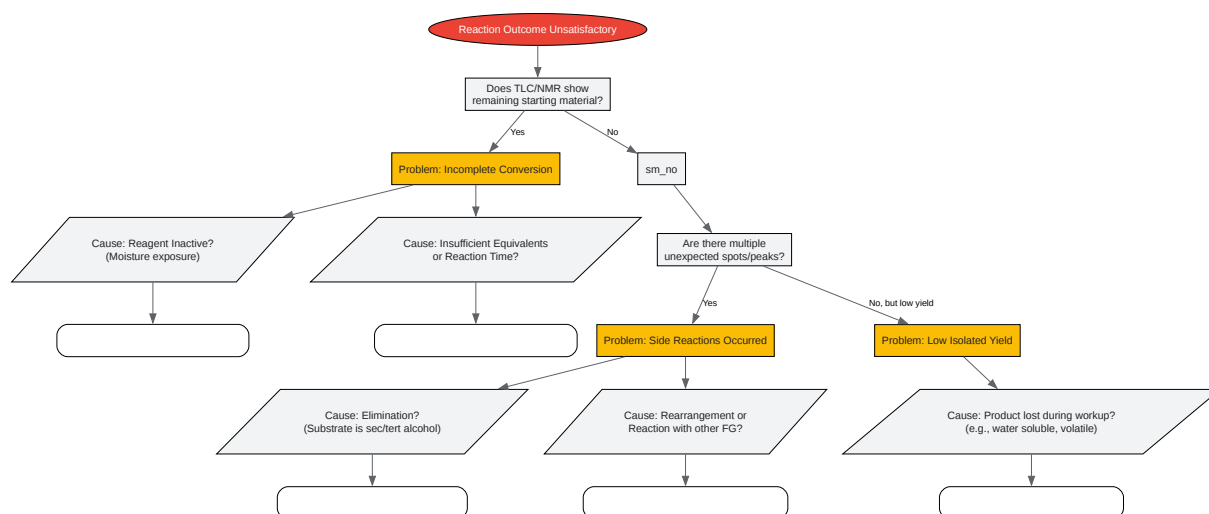 Reaction Outcome Unsatisfactory
Does TLC/NMR show
remaining starting material?
Yes
No
Problem: Incomplete Conversion
sm_no
Cause: Reagent Inactive?
(Moisture exposure)
Cause: Insufficient Equivalents
or Reaction Time?
Are there multiple
unexpected spots/peaks?
Yes
No, but low yield
Problem: Side Reactions Occurred
Problem: Low Isolated Yield
Cause: Elimination?
(Substrate is sec/tert alcohol)
Cause: Rearrangement or
Reaction with other FG?
Cause: Product lost during workup?
(e.g., water soluble, volatile)